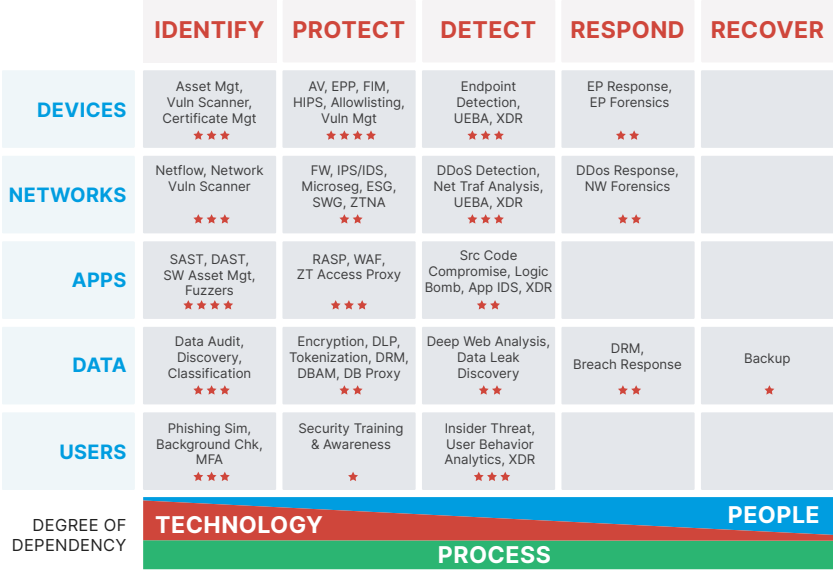 IDENTIFY PROTECT DETECT RESPOND RECOVER
DEVICES
Asset Mgt,
Vuln Scanner,
Certificate Mgt
AV, EPP, FIM,
HIPS, Allowlisting,
Vuln Mgt
Endpoint
Detection,
UEBA, XDR
EP Response,
EP Forensics
NETWORKS
Netflow, Network
Vuln Scanner
FW, IPS/IDS,
Microseg, ESG,
SWG, ZTNA
DDoS Detection,
Net Traf Analysis,
UEBA, XDR
DDos Response,
NW Forensics
APPS
SAST, DAST,
SW Asset Mgt,
Fuzzers
RASP, WAF,
ZT Access Proxy
Src Code
Compromise, Logic
Bomb, App IDS, XDR
DATA
Data Audit,
Discovery,
Classification
Encryption, DLP,
Tokenization, DRM,
DBAM, DB Proxy
Deep Web Analysis,
Data Leak
Discovery
DRM,
Breach Response
Backup
USERS
Phishing Sim,
Background Chk,
MFA
Security Training
& Awareness
Insider Threat,
User Behavior
Analytics, XDR
DEGREE OF
DEPENDENCY
TECHNOLOGY
PEOPLE
PROCESS